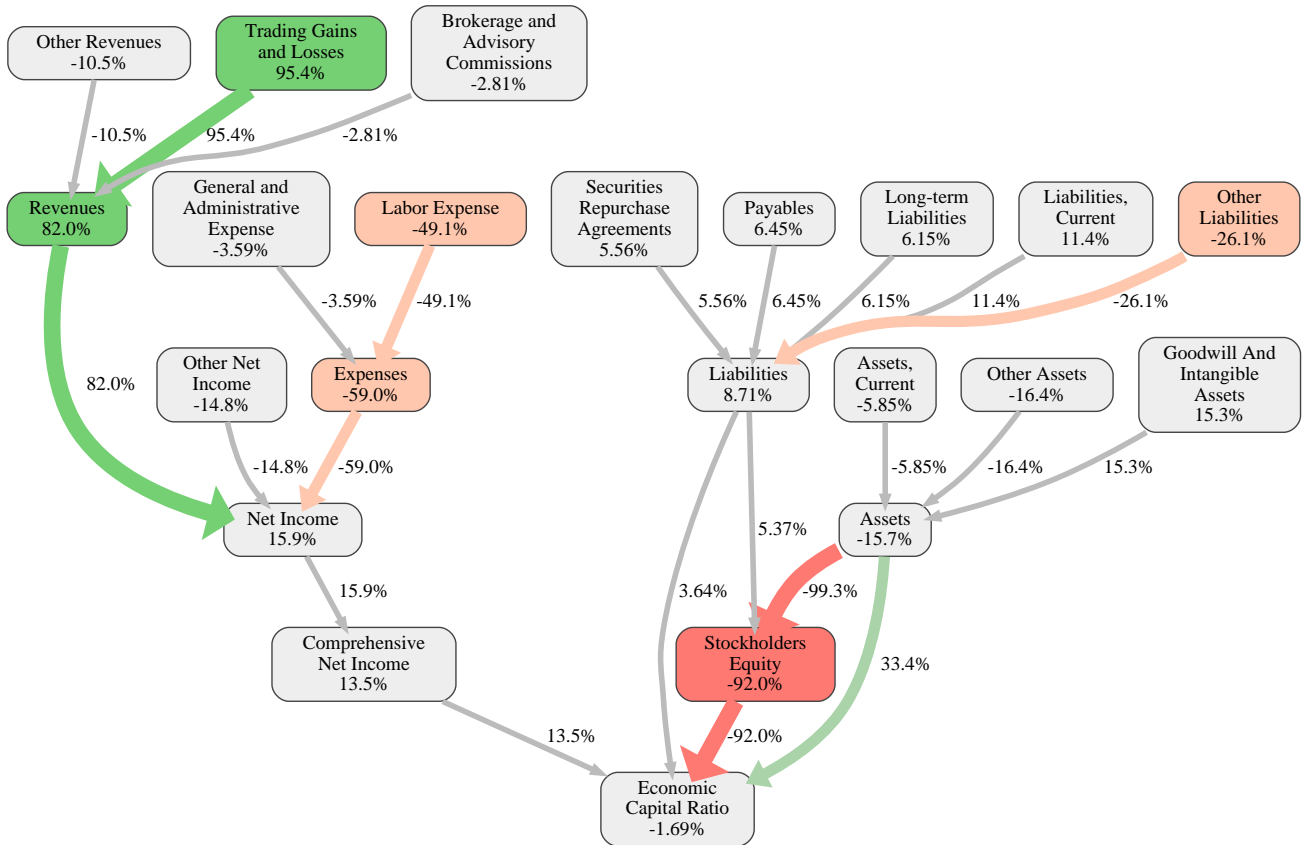 Other Revenues
-10.5%
Trading Gains
and Losses
95.4%
Brokerage and
Advisory
Commissions
-2.81%
-10.5%
95.4%
-2.81%
Revenues
82.0%
General and
Administrative
Expense
-3.59%
Labor Expense
-49.1%
Securities
Repurchase
Agreements
5.56%
Payables
6.45%
Long-term
Liabilities
6.15%
Liabilities,
Current
11.4%
Other
Liabilities
-26.1%
-3.59%
-49.1%
5.56%
6.45%
6.15%
11.4%
-26.1%
82.0%
Other Net
Income
-14.8%
Expenses
-59.0%
Liabilities
8.71%
Assets,
Current
-5.85%
Other Assets
-16.4%
Goodwill And
Intangible
Assets
15.3%
-14.8%
-59.0%
-5.85%
-16.4%
15.3%
Net Income
15.9%
5.37%
Assets
-15.7%
15.9%
3.64%
-99.3%
Comprehensive
Net Income
13.5%
Stockholders
Equity
-92.0%
33.4%
13.5%
-92.0%
Economic
Capital Ratio
-1.69%